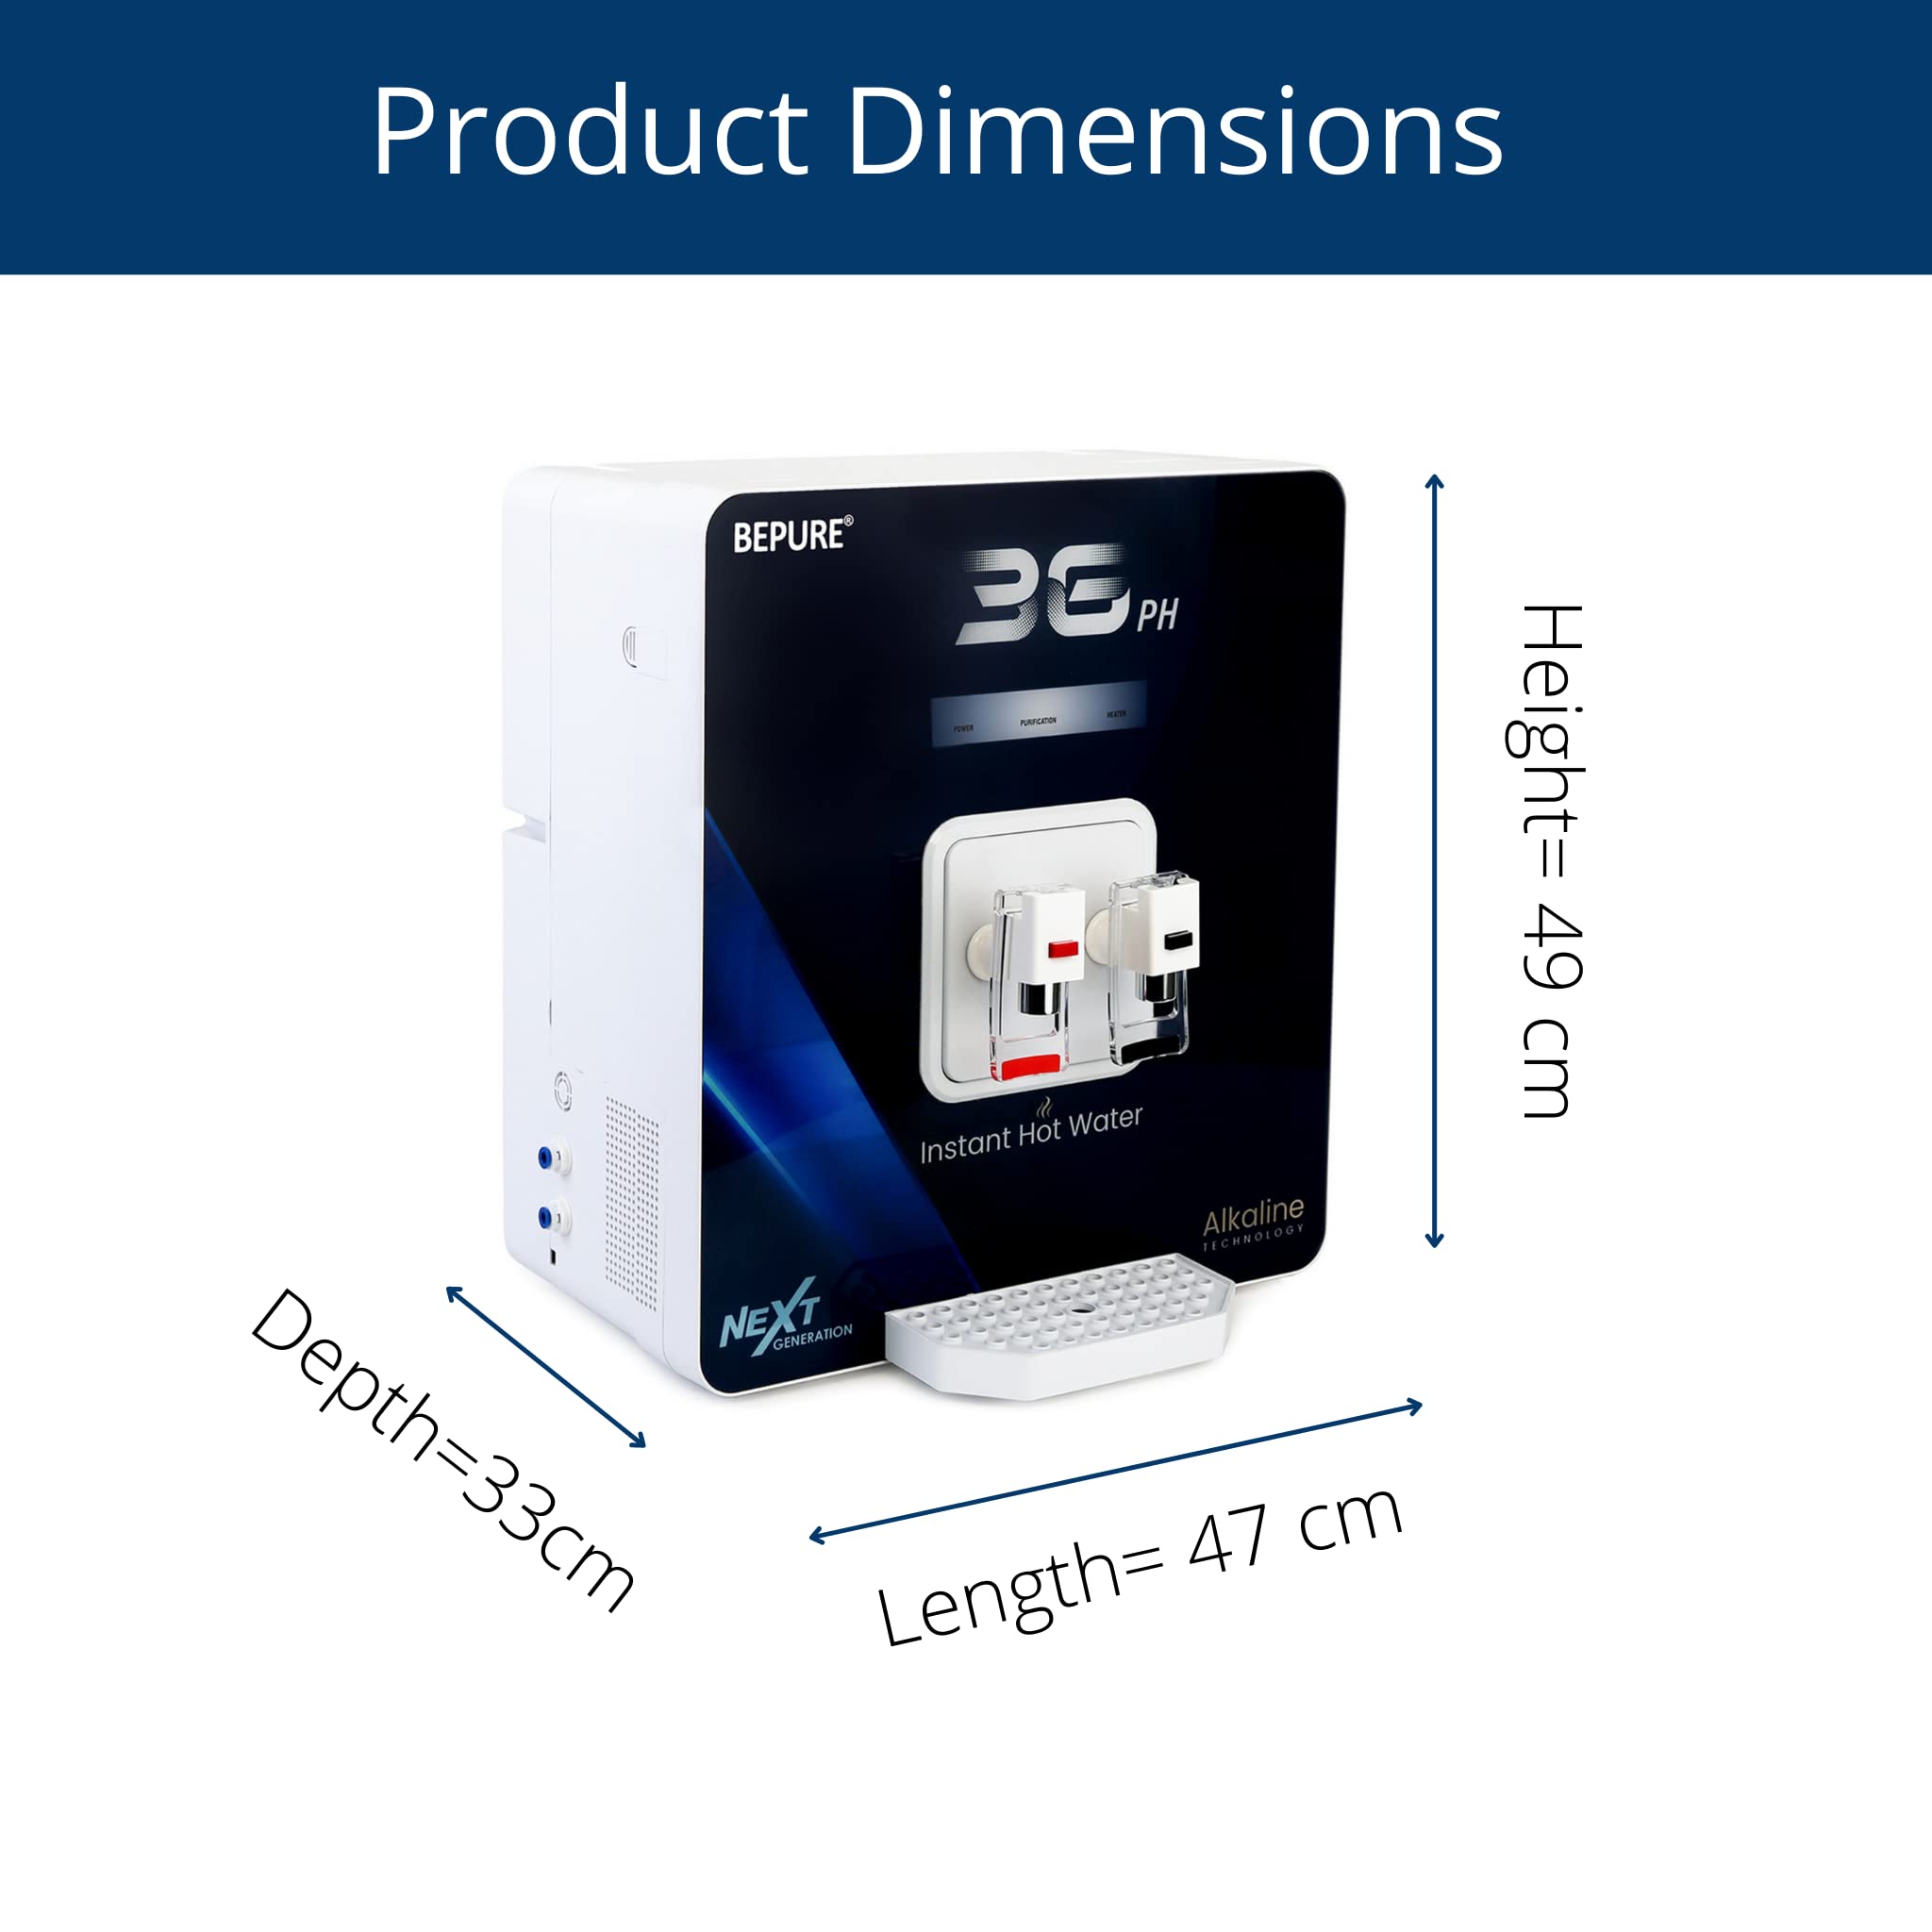 Product Dimensions
BEPURE®
3G PH
POWER PURIFICATION HEATER
Instant Hot Water
Alkaline
TECHNOLOGY
NEXT
GENERATION
Height= 49 cm
Depth=33cm
Length= 47 cm